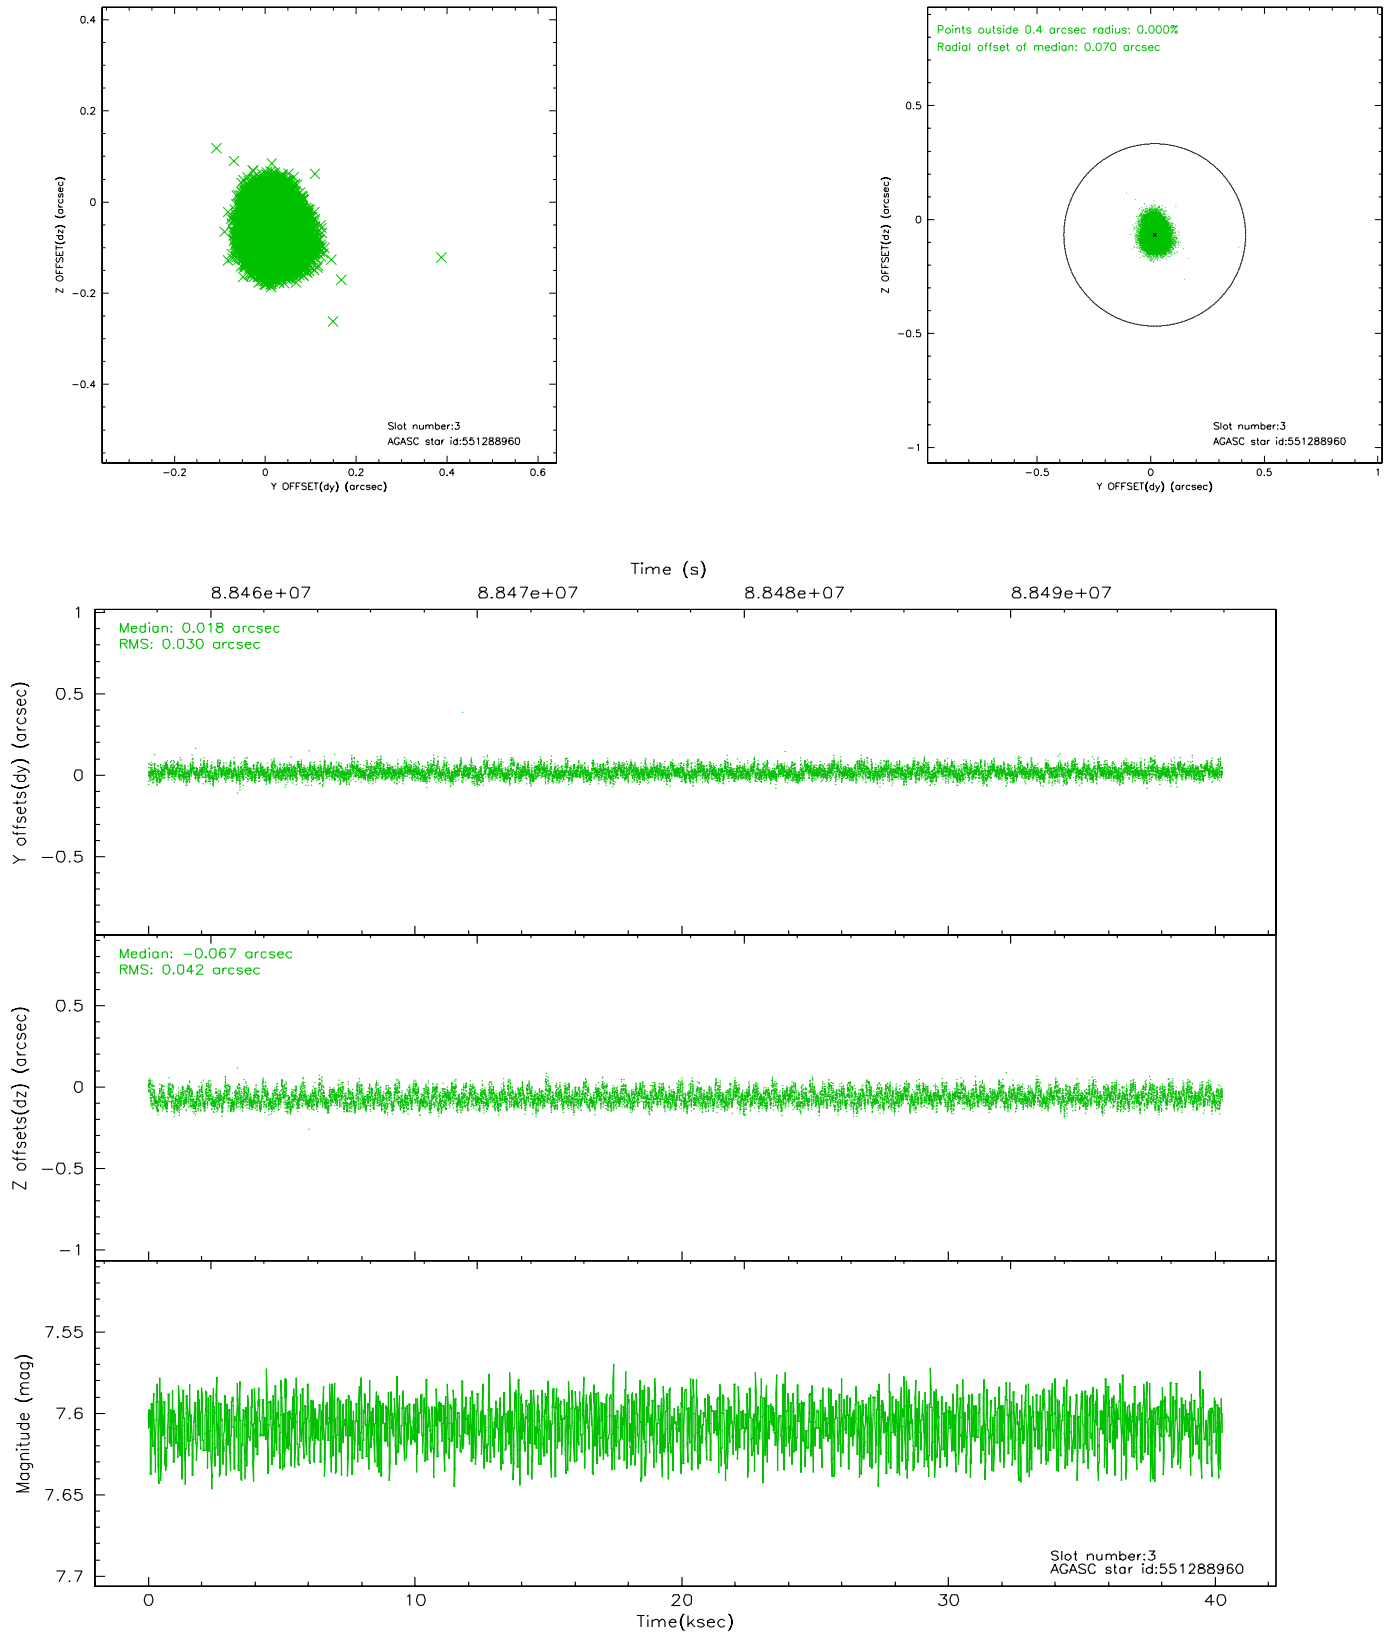 0.4
0.2
0
−0.2
−0.4
Z OFFSET(dz) (arcsec)
Slot number:3
AGASC star id:551288960
−0.2
0
0.2
0.4
0.6
Y OFFSET(dy) (arcsec)
Points outside 0.4 arcsec radius: 0.000%
Radial offset of median: 0.070 arcsec
0.5
0
−0.5
−1
Z OFFSET(dz) (arcsec)
Slot number:3
AGASC star id:551288960
−0.5
0
0.5
1
Y OFFSET(dy) (arcsec)
Time (s)
8.846e+07
8.847e+07
8.848e+07
8.849e+07
Median: 0.018 arcsec
RMS: 0.030 arcsec
1
0.5
0
−0.5
Y offsets(dy) (arcsec)
Median: −0.067 arcsec
RMS: 0.042 arcsec
0.5
0
−0.5
−1
Z offsets(dz) (arcsec)
7.55
7.6
7.65
7.7
Magnitude (mag)
Slot number:3
AGASC star id:551288960
0
10
20
30
40
Time(ksec)